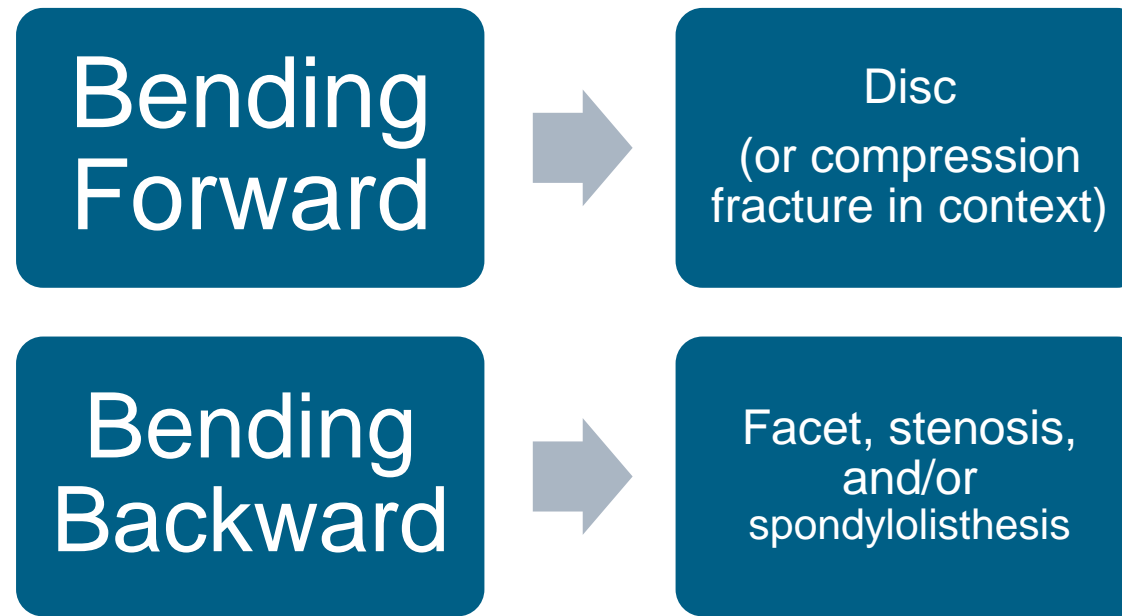 Bending
Forward
Disc
(or compression
fracture in context)
Bending
Backward
Facet, stenosis,
and/or
spondylolisthesis